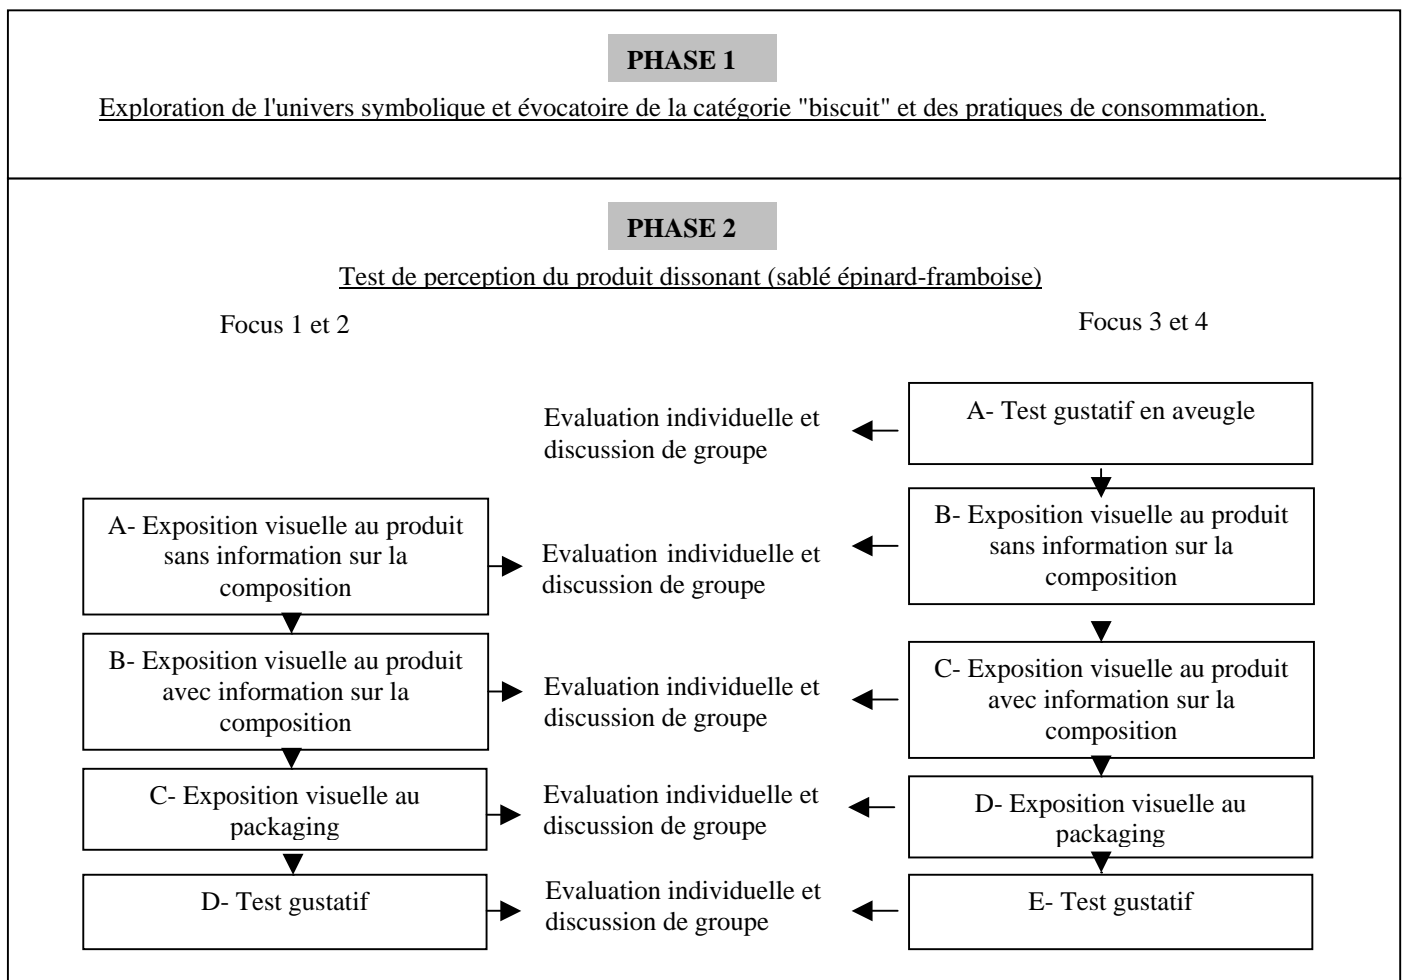 PHASE 1
Exploration de l'univers symbolique et évocatoire de la catégorie "biscuit" et des pratiques de consommation.
PHASE 2
Test de perception du produit dissonant (sablé épinard-framboise)
Focus 1 et 2
Focus 3 et 4
Evaluation individuelle et
discussion de groupe
A- Test gustatif en aveugle
A- Exposition visuelle au produit
sans information sur la
composition
Evaluation individuelle et
discussion de groupe
B- Exposition visuelle au produit
sans information sur la
composition
B- Exposition visuelle au produit
avec information sur la
composition
Evaluation individuelle et
discussion de groupe
C- Exposition visuelle au produit
avec information sur la
composition
C- Exposition visuelle au
packaging
Evaluation individuelle et
discussion de groupe
D- Exposition visuelle au
packaging
D- Test gustatif
Evaluation individuelle et
discussion de groupe
E- Test gustatif